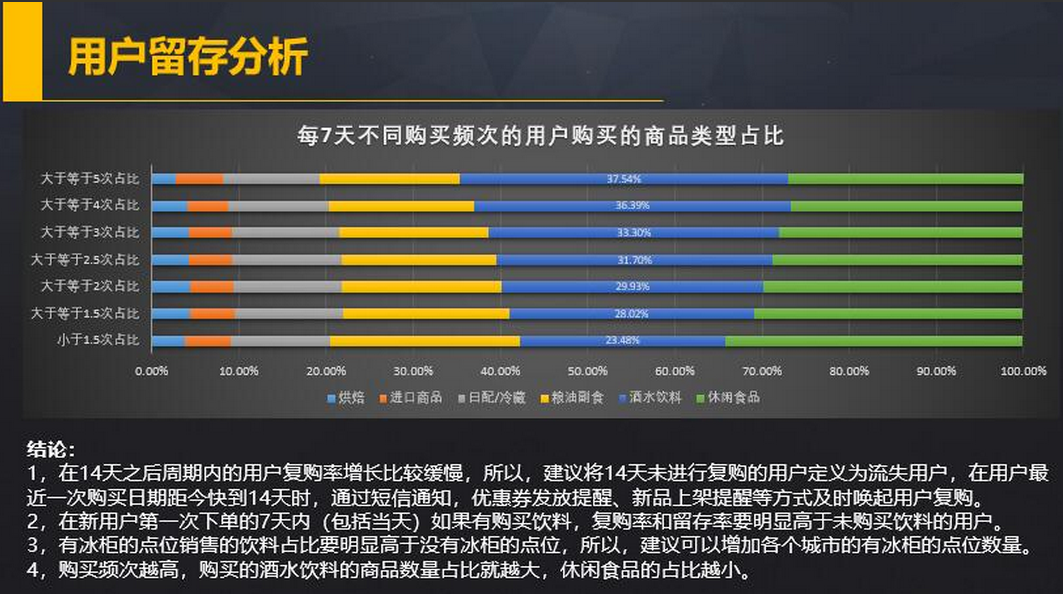 用户留存分析
每7天不同购买频次的用户购买的商品类型占比
大于等于5次占比
37.54%
大于等于4次占比
36.39%
大于等于3次占比
33.30%
大于等于2.5次占比
31.70%
大于等于2次占比
29.93%
大于等于1.5次占比
28.02%
小于1.5次占比
23.48%
0.00% 10.00% 20.00% 30.00% 40.00% 50.00% 60.00% 70.00% 80.00% 90.00% 100.00%
烘焙 进口商品 日配/冷藏 粮油副食 酒水饮料 休闲食品
结论：
1，在14天之后周期内的用户复购率增长比较缓慢，所以，建议将14天未进行复购的用户定义为流失用户，在用户最
近一次购买日期距今快到14天时，通过短信通知，优惠券发放提醒、新品上架提醒等方式及时唤起用户复购。
2，在新用户第一次下单的7天内（包括当天）如果有购买饮料，复购率和留存率要明显高于未购买饮料的用户。
3，有冰柜的点位销售的饮料占比要明显高于没有冰柜的点位，所以，建议可以增加各个城市的有冰柜的点位数量。
4，购买频次越高，购买的酒水饮料的商品数量占比就越大，休闲食品的占比越小。